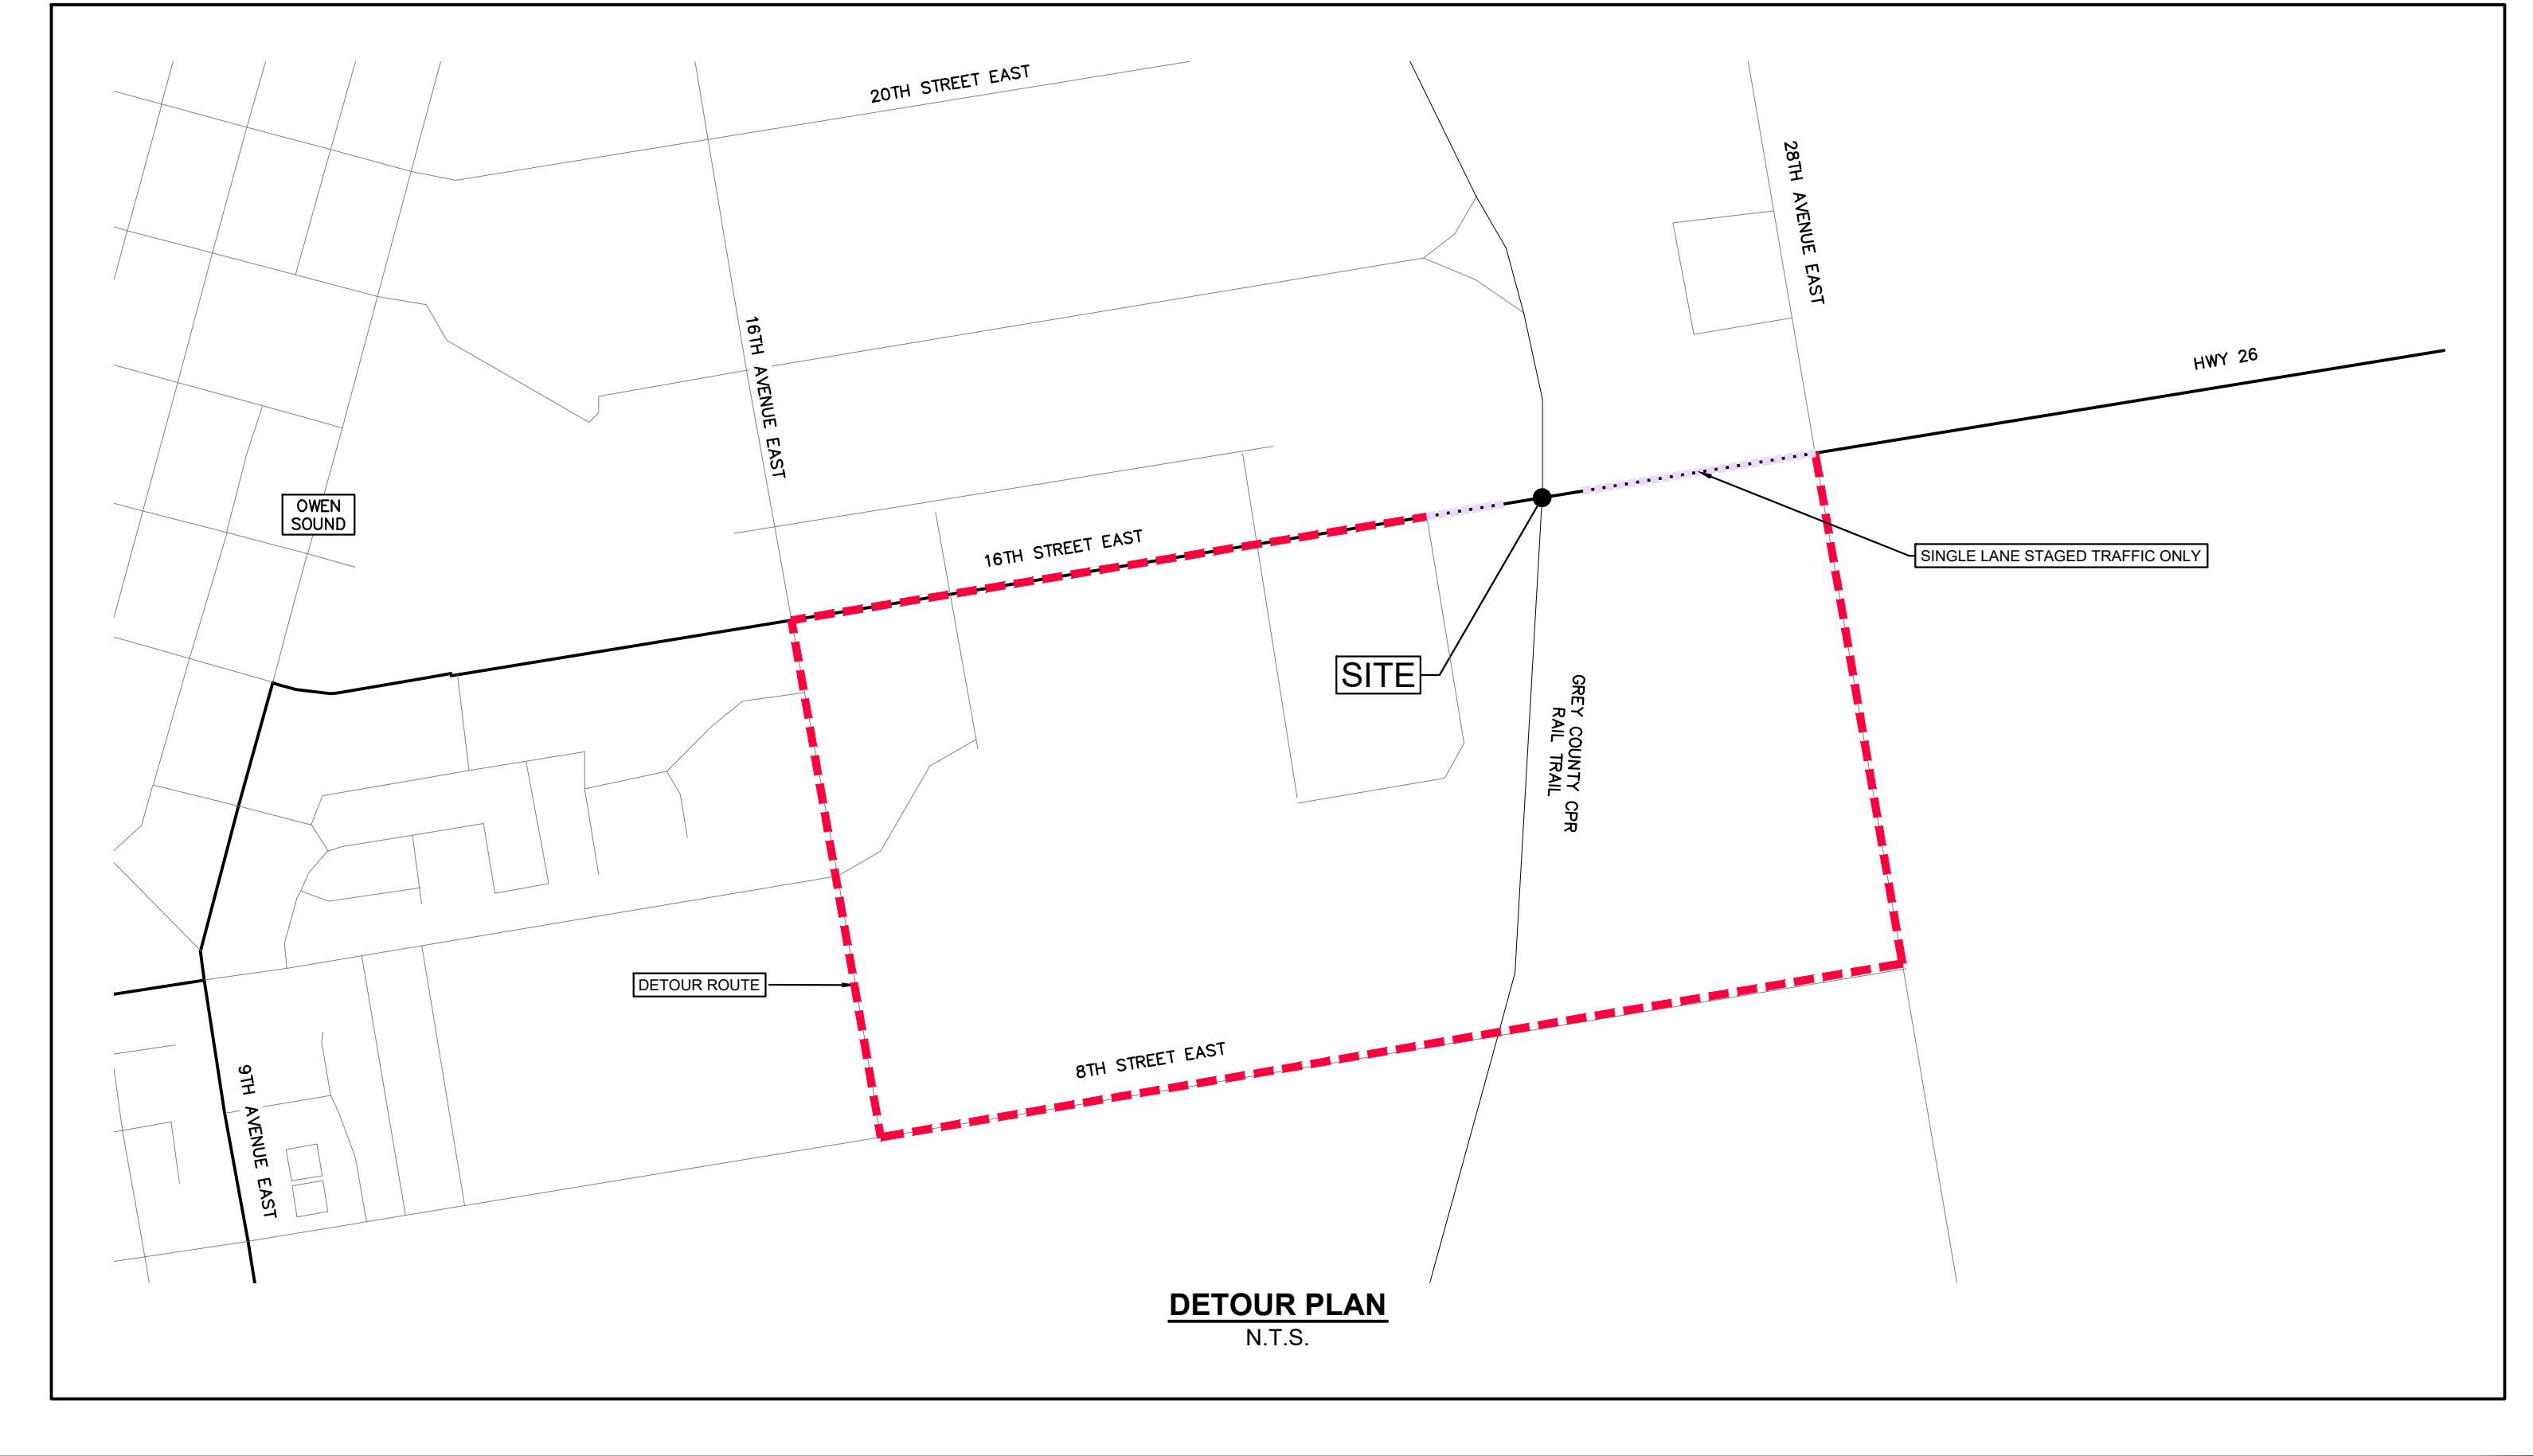 20TH STREET EAST
28TH AVENUE EAST
16TH AVENUE EAST
HWY 26
OWEN
SOUND
16TH STREET EAST
SINGLE LANE STAGED TRAFFIC ONLY
SITE
GREY COUNTY CPR
RAIL TRAIL
DETOUR ROUTE
8TH STREET EAST
9TH AVENUE EAST
DETOUR PLAN
N.T.S.